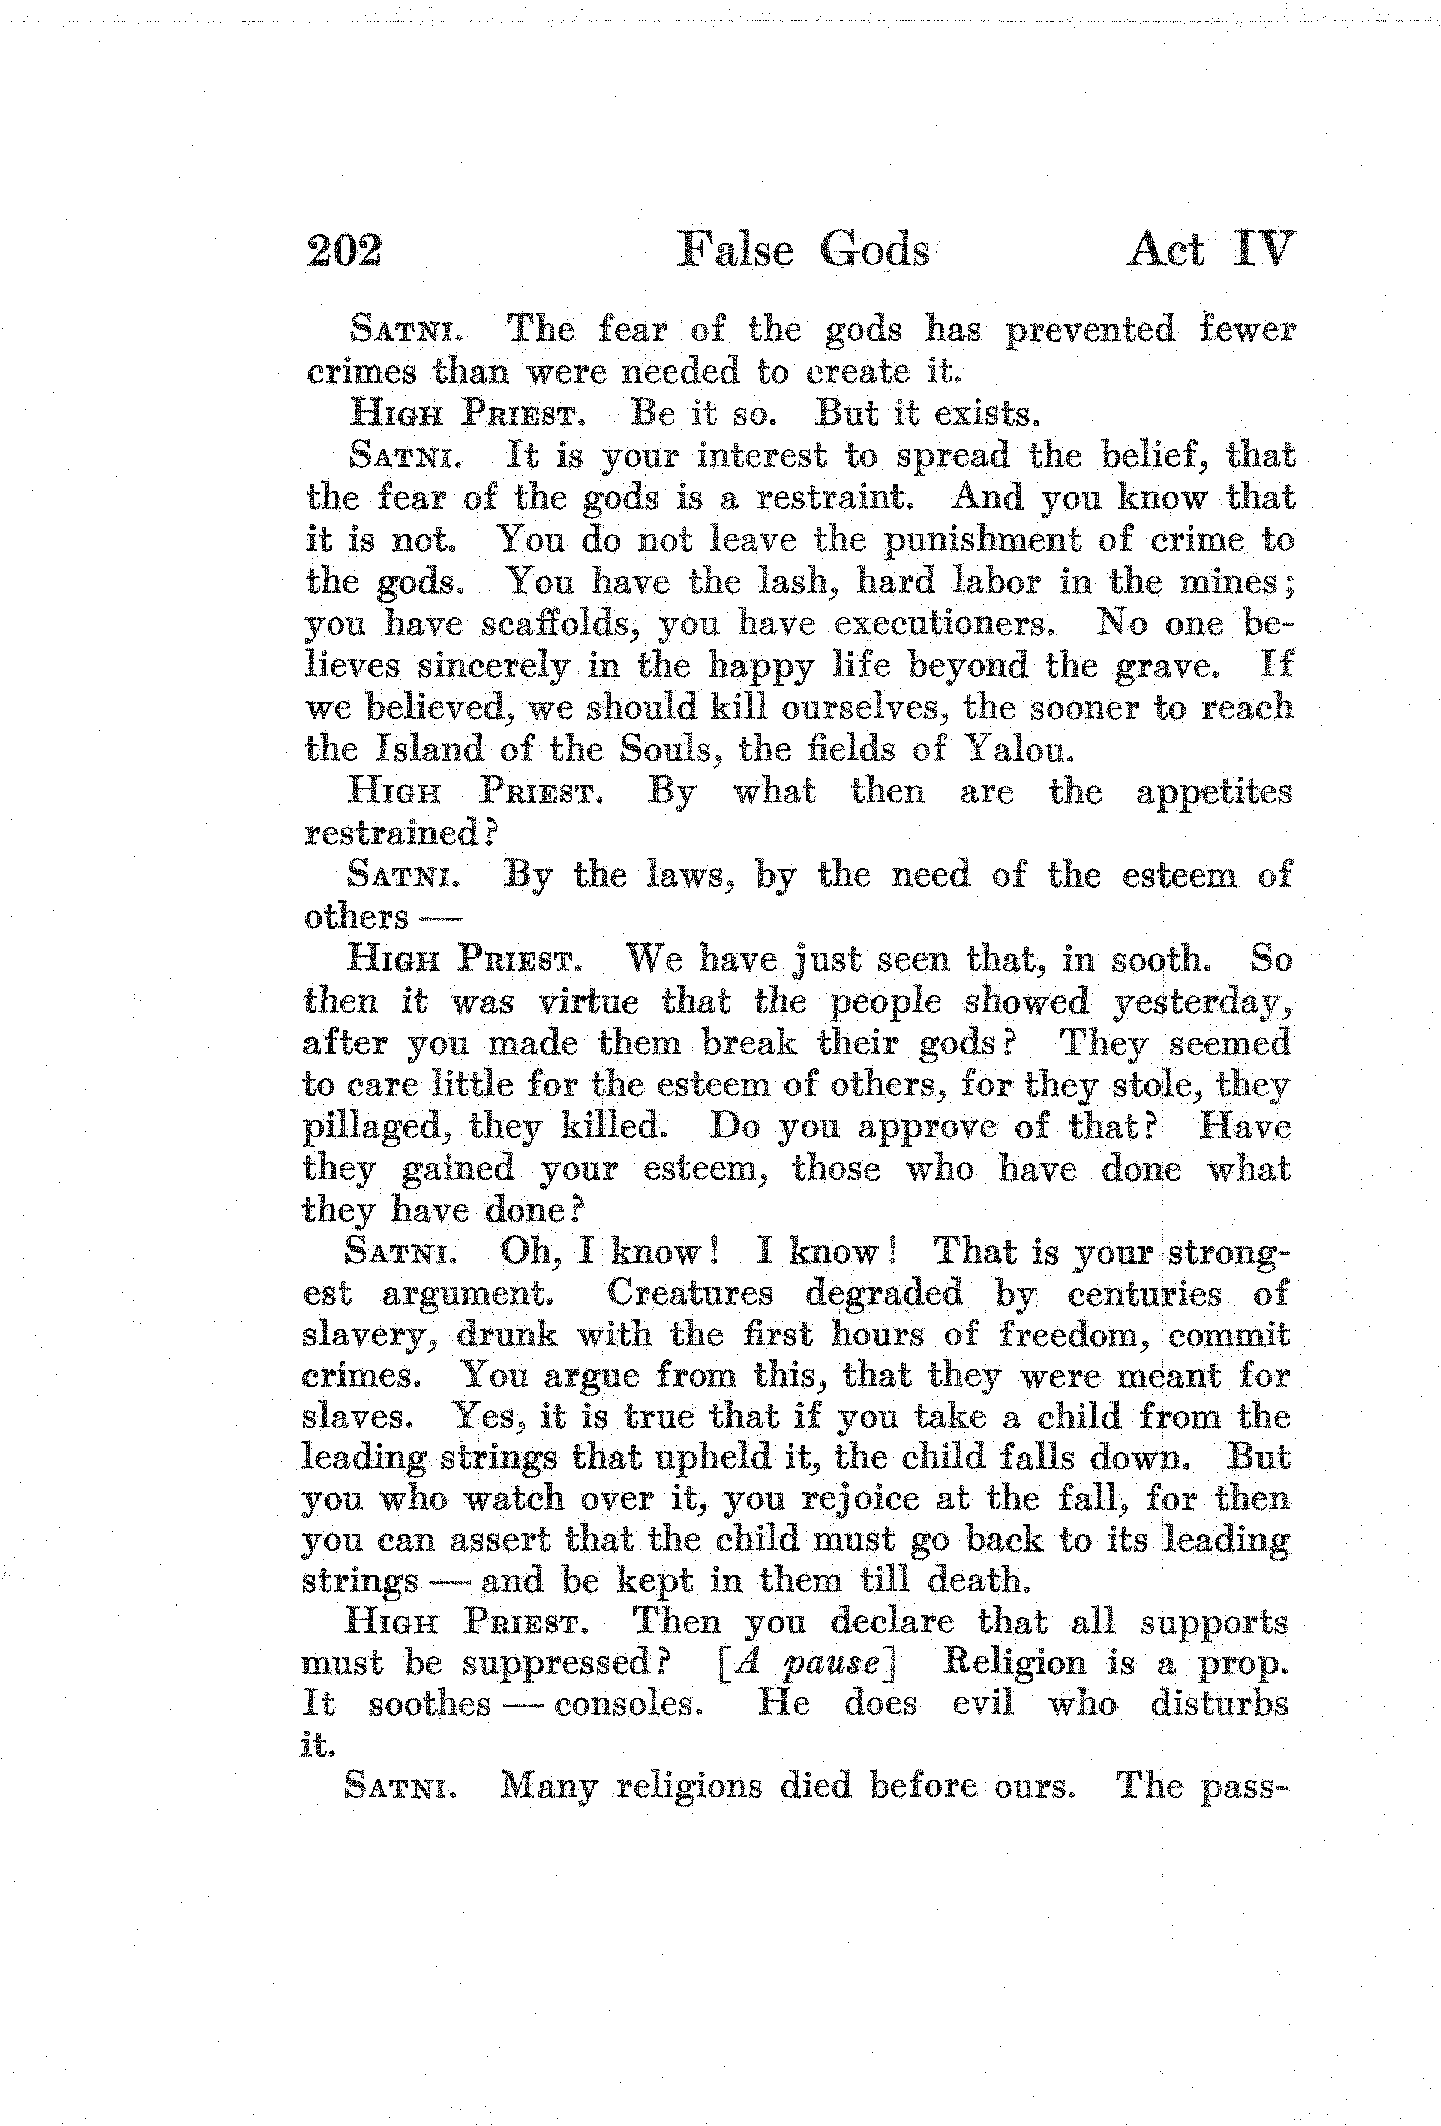 202 False Gods Act IV
SATNI. The fear of the gods has prevented fewer
crimes than were needed to create it.
HIGH PRIEST. Be it so. But it exists.
SATNI. It is your interest to spread the belief, that
the fear of the gods is a restraint. And you know that
it is not. You do not leave the punishment of crime to
the gods. You have the lash, hard labor in the mines;
you have scaffolds, you have executioners. No one be-
lieves sincerely in the happy life beyond the grave. If
we believed, we should kill ourselves, the sooner to reach
the Island of the Souls, the fields of Yalou.
HIGH PRIEST. By what then are the appetites
restrained?
SATNI. By the laws, by the need of the esteem of
others —
HIGH PRIEST. We have just seen that, in sooth. So
then it was virtue that the people showed yesterday,
after you made them break their gods? They seemed
to care little for the esteem of others, for they stole, they
pillaged, they killed. Do you approve of that? Have
they gained your esteem, those who have done what
they have done?
SATNI. Oh, I know! I know! That is your strong-
est argument. Creatures degraded by centuries of
slavery, drunk with the first hours of freedom, commit
crimes. You argue from this, that they were meant for
slaves. Yes, it is true that if you take a child from the
leading strings that upheld it, the child falls down. But
you who watch over it, you rejoice at the fall, for then
you can assert that the child must go back to its leading
strings — and be kept in them till death.
HIGH PRIEST. Then you declare that all supports
must be suppressed? [A pause] Religion is a prop.
It soothes — consoles. He does evil who disturbs
it.
SATNI. Many religions died before ours. The pass-